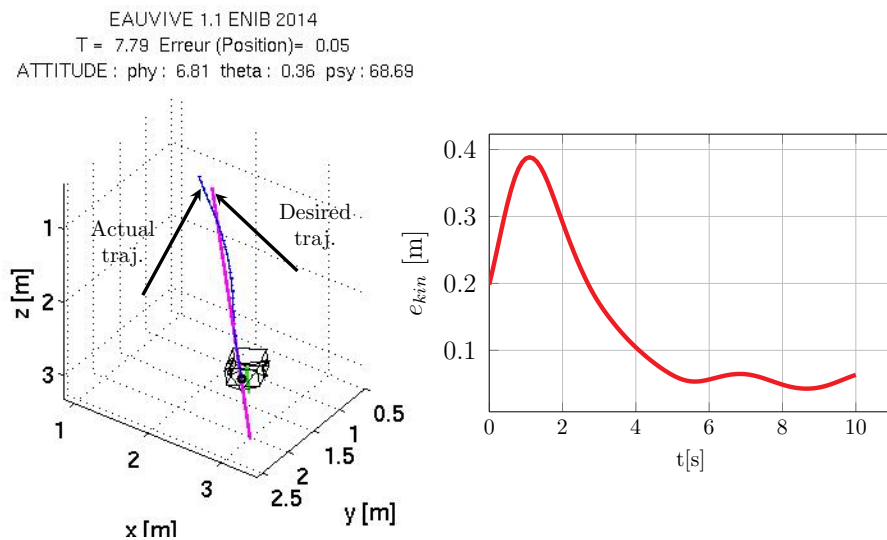 EAUVIVE 1.1 ENIB 2014
T = 7.79 Erreur (Position)= 0.05
ATTITUDE : phy : 6.81 theta : 0.36 psy : 68.69
Actual
traj.
Desired
traj.
1
2
3
z [m]
1
2
3
x [m]
0.5
1
1.5
2
2.5
y [m]
0.4
0.3
0.2
0.1
e_kin [m]
0
2
4
6
8
10
t[s]